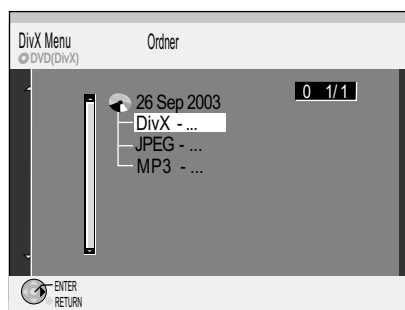 DivX Menu
Ordner
DVD(DivX)
0 1/1
26 Sep 2003
DivX - ...
JPEG - ...
MP3 - ...
ENTER
RETURN